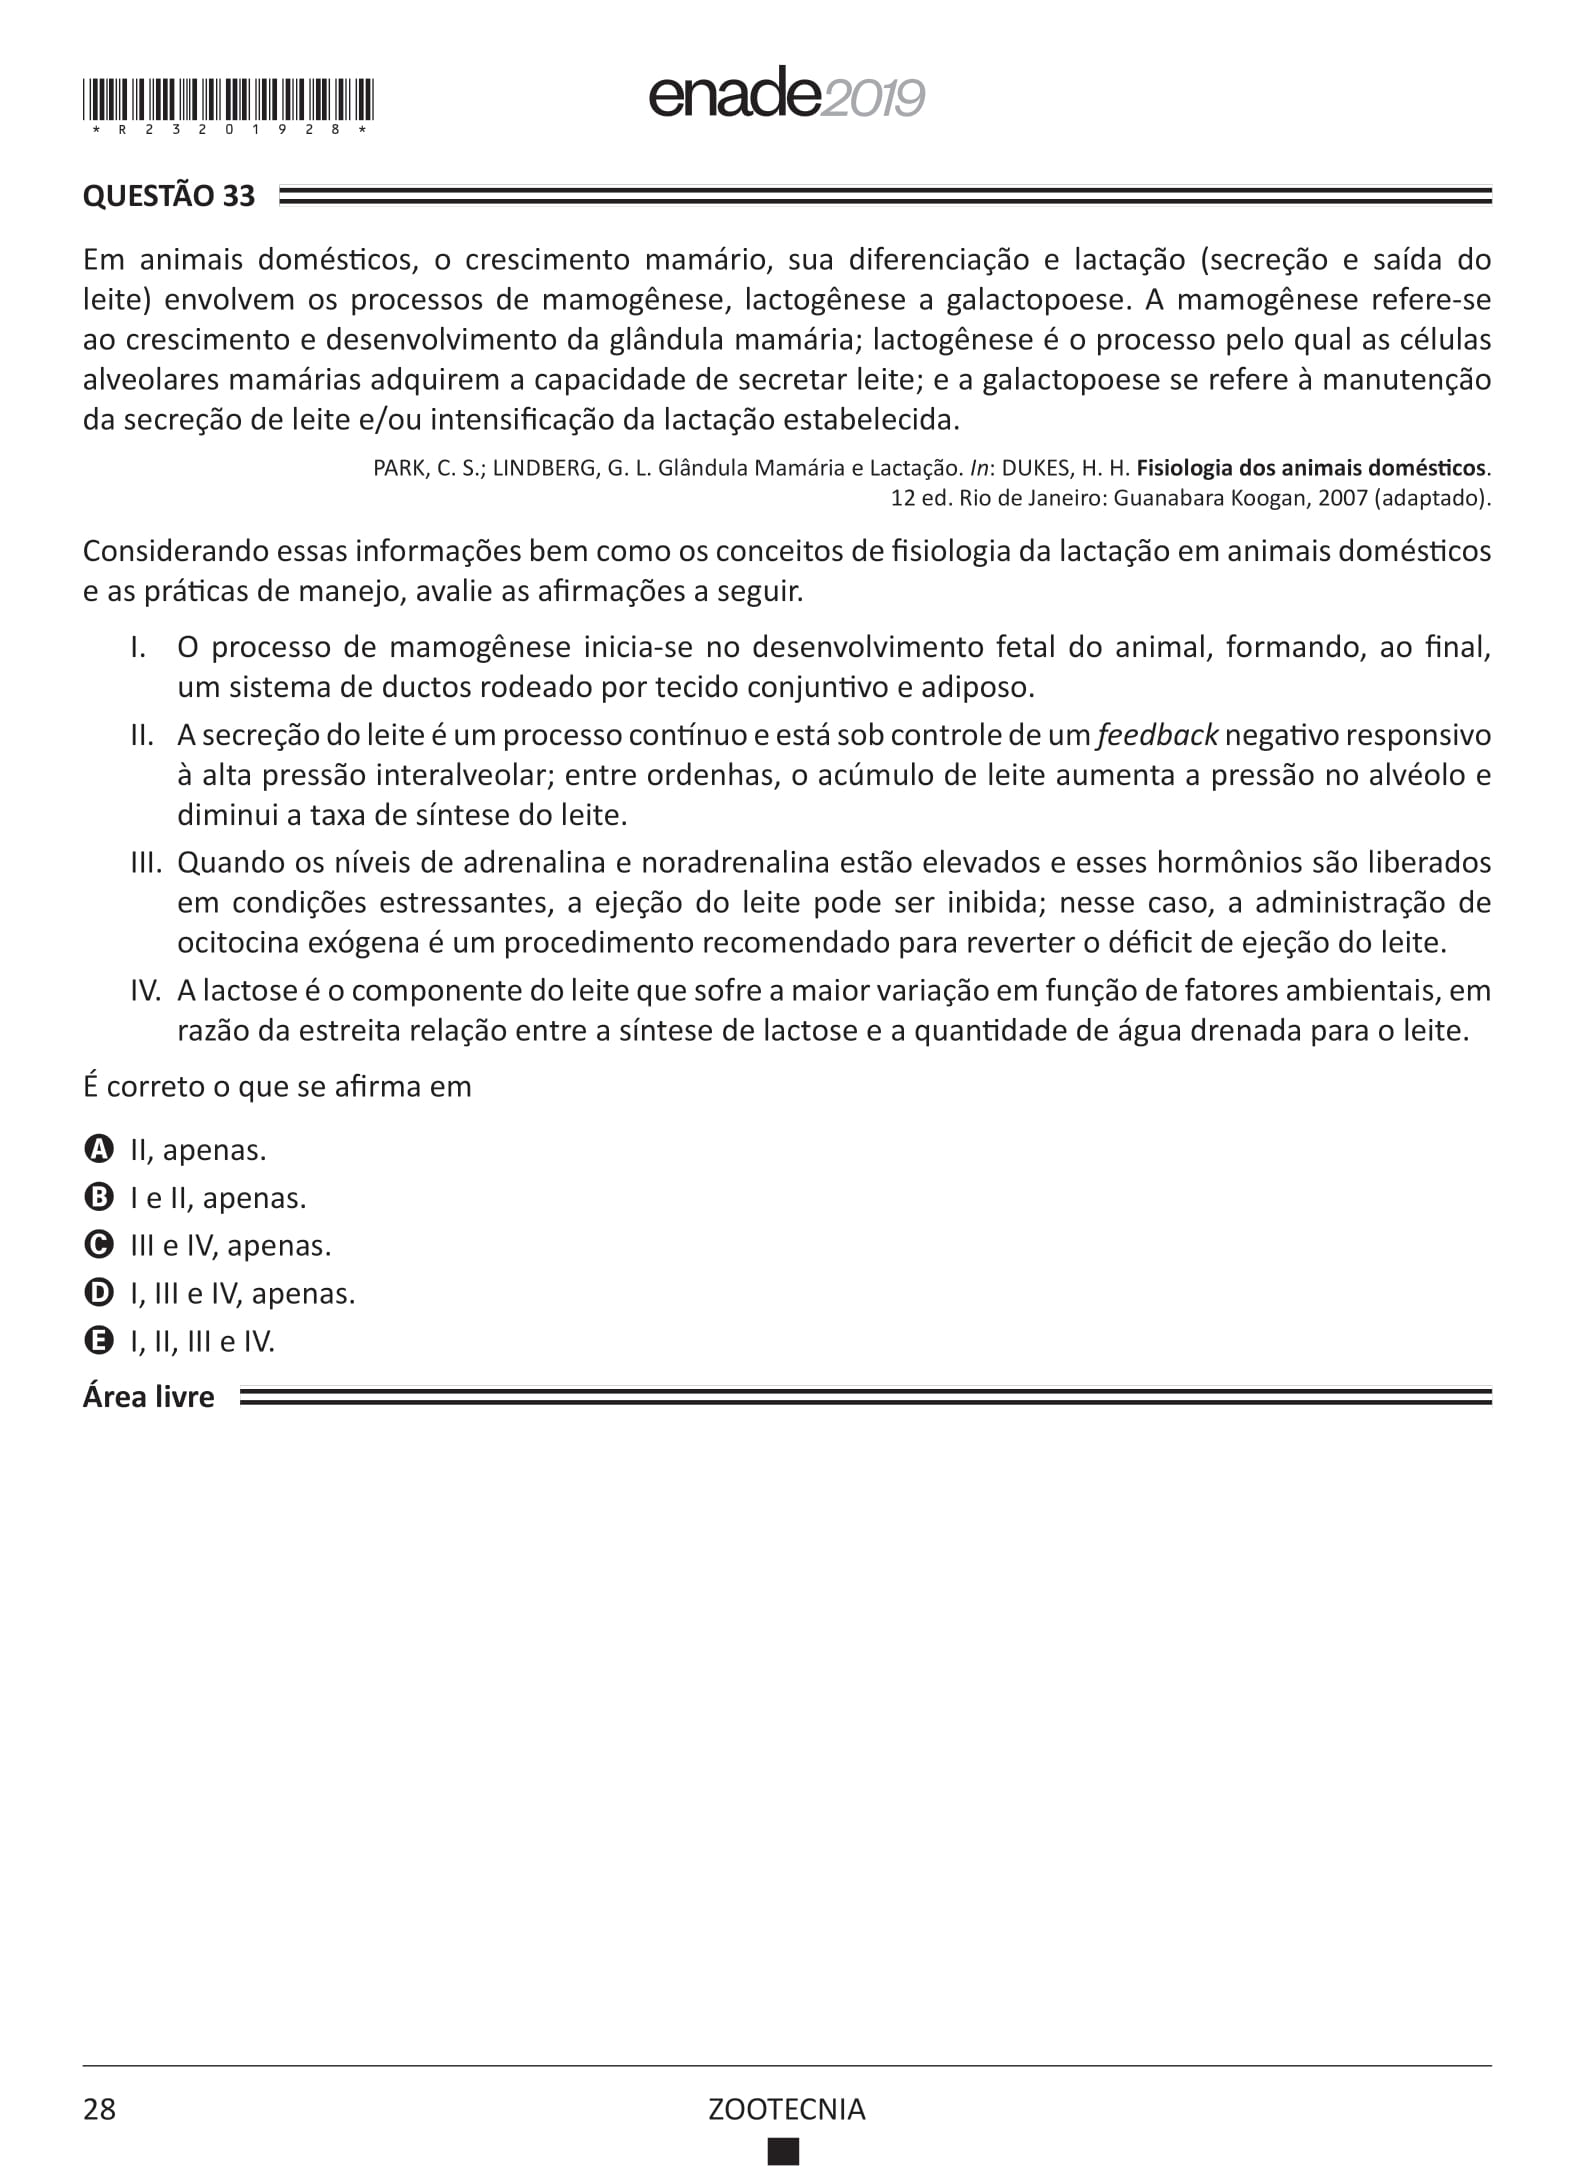 *R23201928*
enade2019
QUESTÃO 33
Em animais domésticos, o crescimento mamário, sua diferenciação e lactação (secreção e saída do
leite) envolvem os processos de mamogênese, lactogênese a galactopoese. A mamogênese refere-se
ao crescimento e desenvolvimento da glândula mamária; lactogênese é o processo pelo qual as células
alveolares mamárias adquirem a capacidade de secretar leite; e a galactopoese se refere à manutenção
da secreção de leite e/ou intensificação da lactação estabelecida.
PARK, C. S.; LINDBERG, G. L. Glândula Mamária e Lactação. In: DUKES, H. H. Fisiologia dos animais domésticos.
12 ed. Rio de Janeiro: Guanabara Koogan, 2007 (adaptado).
Considerando essas informações bem como os conceitos de fisiologia da lactação em animais domésticos
e as práticas de manejo, avalie as afirmações a seguir.
I. O processo de mamogênese inicia-se no desenvolvimento fetal do animal, formando, ao final,
um sistema de ductos rodeado por tecido conjuntivo e adiposo.
II. A secreção do leite é um processo contínuo e está sob controle de um feedback negativo responsivo
à alta pressão interalveolar; entre ordenhas, o acúmulo de leite aumenta a pressão no alvéolo e
diminui a taxa de síntese do leite.
III. Quando os níveis de adrenalina e noradrenalina estão elevados e esses hormônios são liberados
em condições estressantes, a ejeção do leite pode ser inibida; nesse caso, a administração de
ocitocina exógena é um procedimento recomendado para reverter o déficit de ejeção do leite.
IV. A lactose é o componente do leite que sofre a maior variação em função de fatores ambientais, em
razão da estreita relação entre a síntese de lactose e a quantidade de água drenada para o leite.
É correto o que se afirma em
A II, apenas.
B I e II, apenas.
C III e IV, apenas.
D I, III e IV, apenas.
E I, II, III e IV.
Área livre
28
ZOOTECNIA